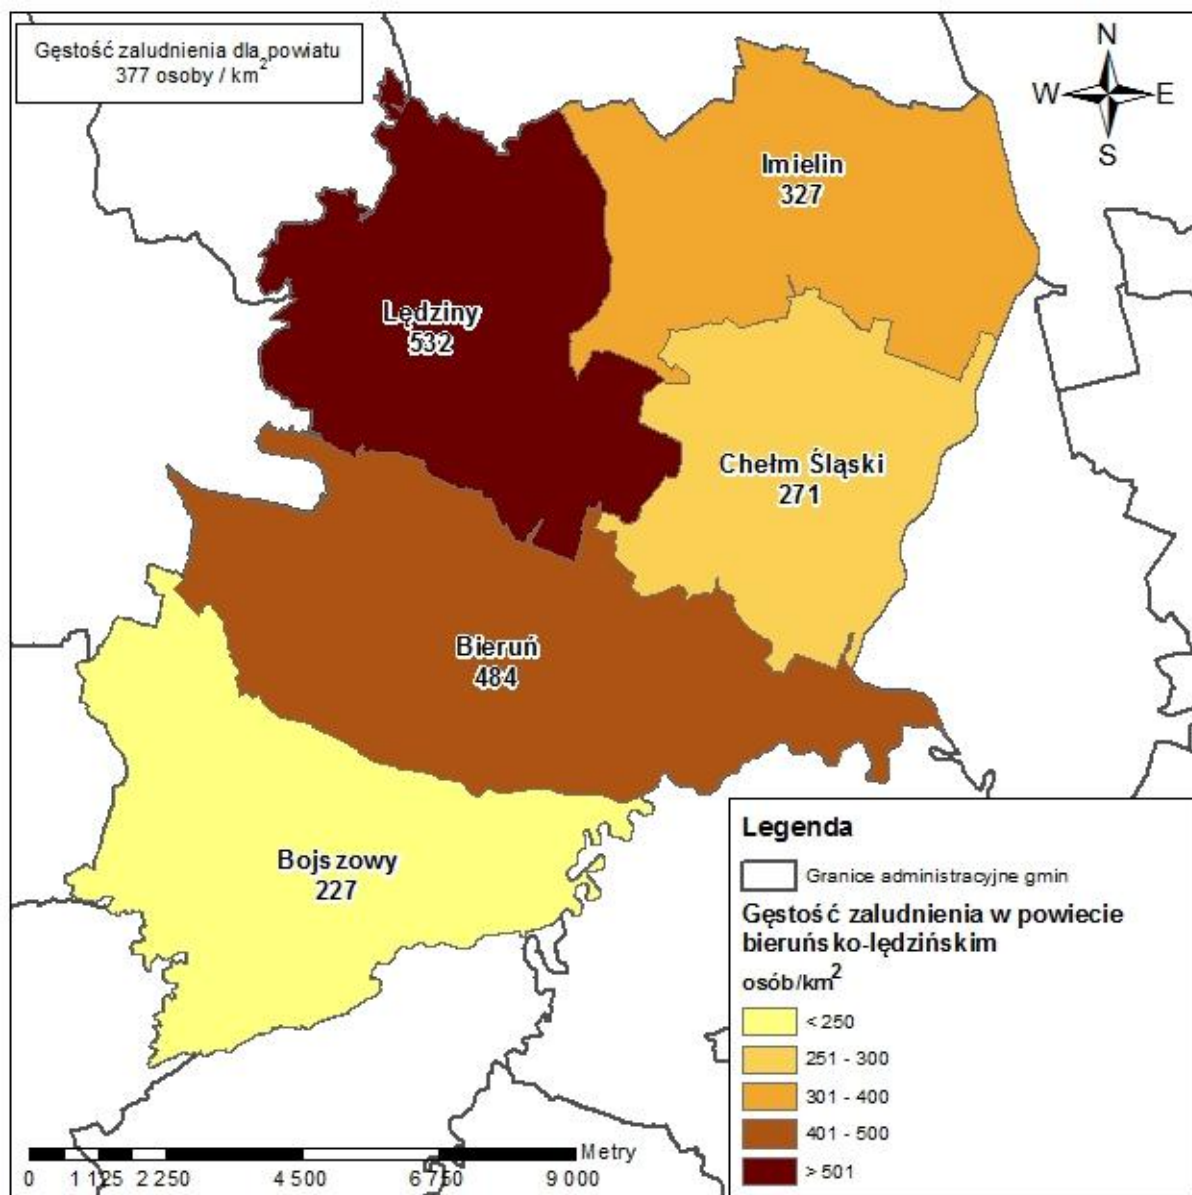 Gęstość zaludnienia dla powiatu
377 osoby / km²
N
W E
S
Imielin
327
Lędziny
532
Chełm Śląski
271
Bieruń
484
Bojszowy
227
Legenda
Granice administracyjne gmin
Gęstość zaludnienia w powiecie
bieruńsko-lędzińskim
osób/km²
< 250
251 - 300
301 - 400
401 - 500
> 501
Metry
0 1 125 2 250 4 500 6 750 9 000